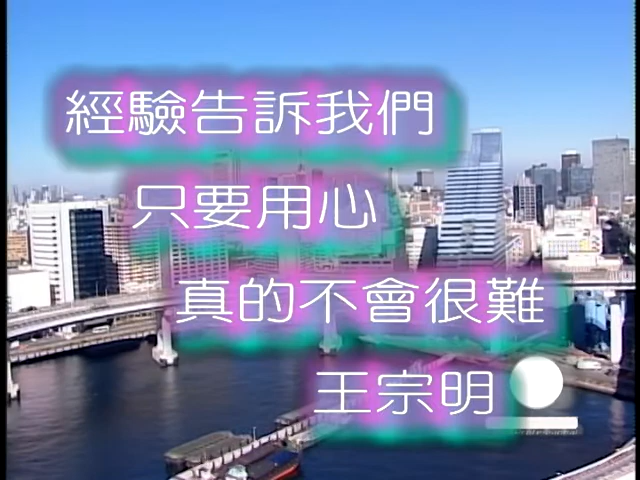 經驗告訴我們
只要用心
真的不會很難
王宗明